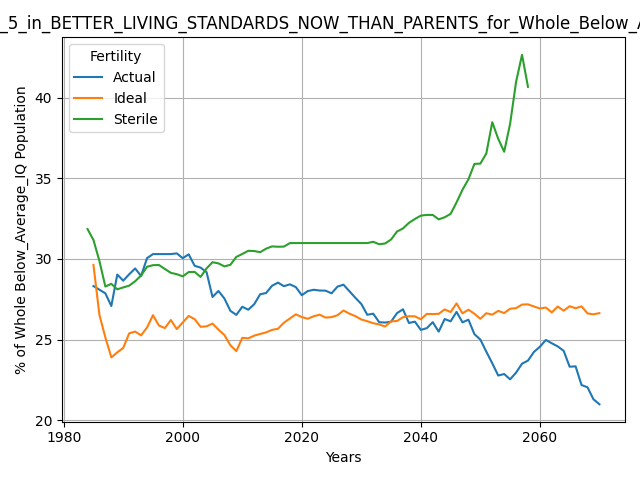 _5_in_BETTER_LIVING_STANDARDS_NOW_THAN_PARENTS_for_Whole_Below_A
Fertility
Actual
Ideal
Sterile
% of Whole Below_Average_IQ Population
40
35
30
25
20
1980
2000
2020
2040
2060
Years